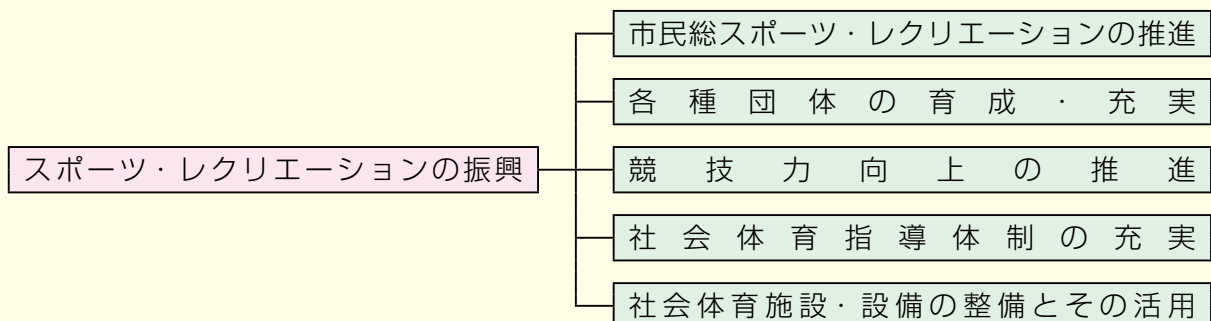 スポーツ・レクリエーションの振興
市民総スポーツ・レクリエーションの推進
各種団体の育成・充実
競技力向上の推進
社会体育指導体制の充実
社会体育施設・設備の整備とその活用